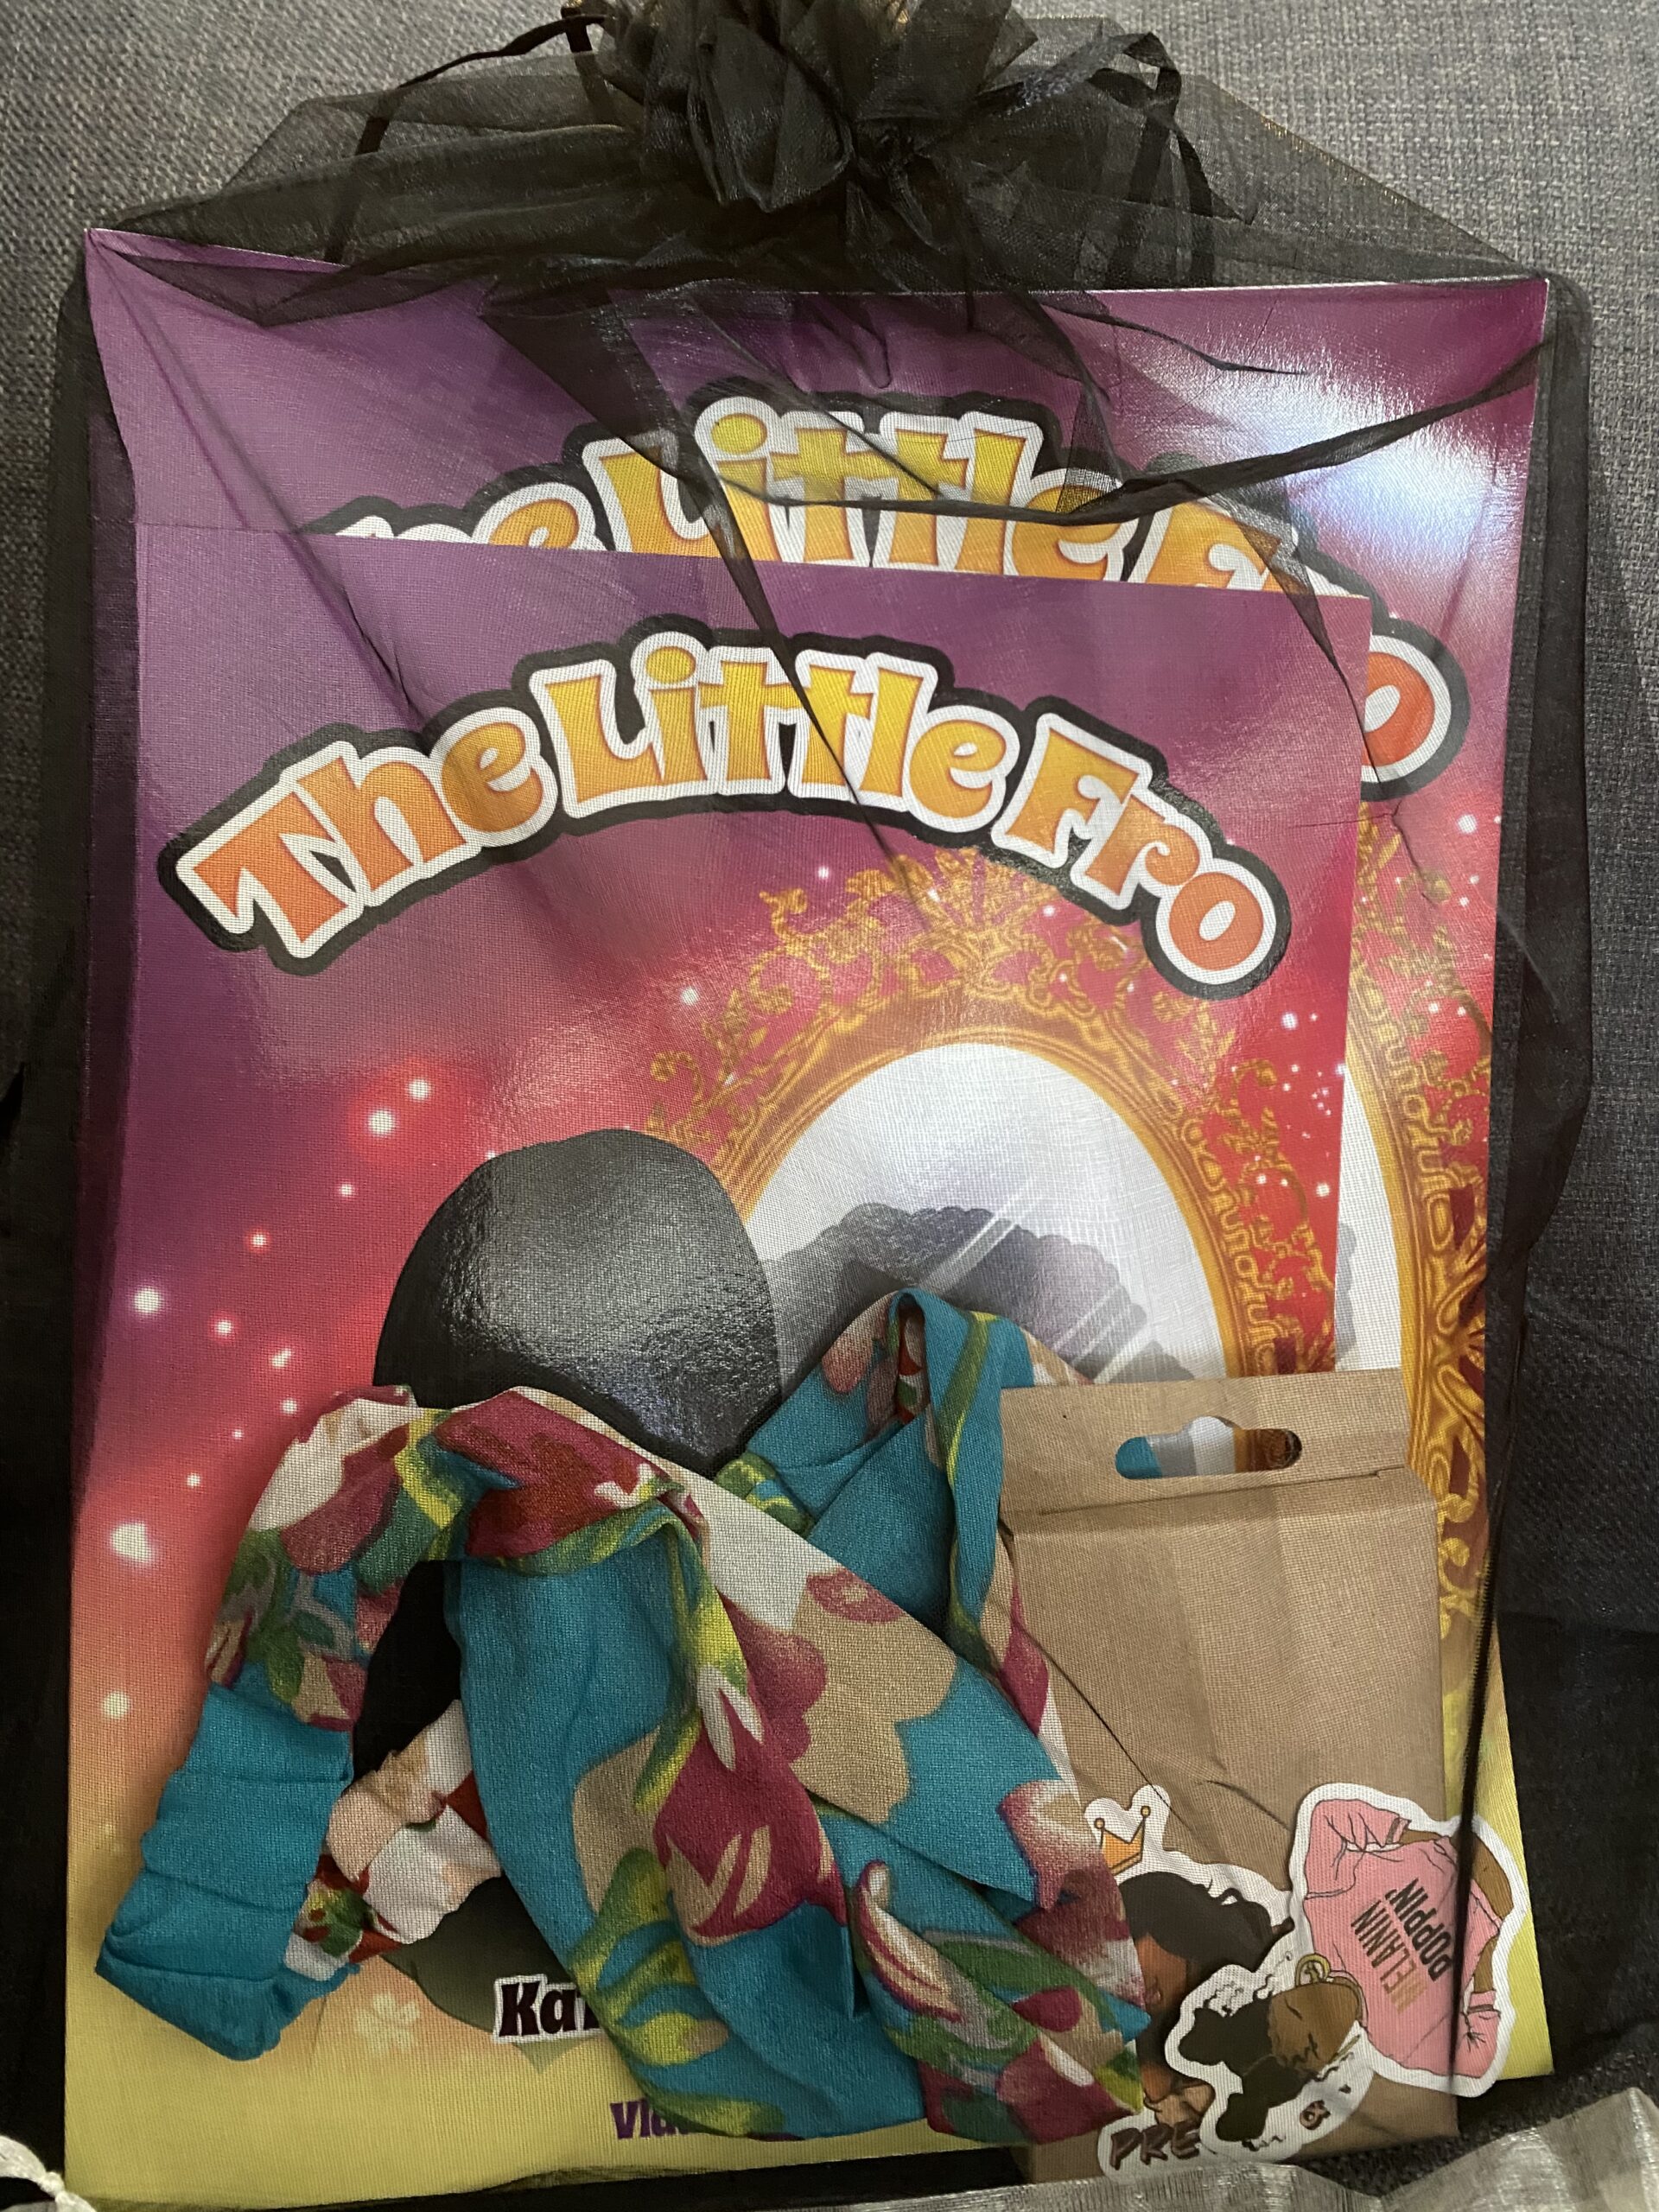 The Little Fro
The Little Fro
MELANIN
POPPIN'